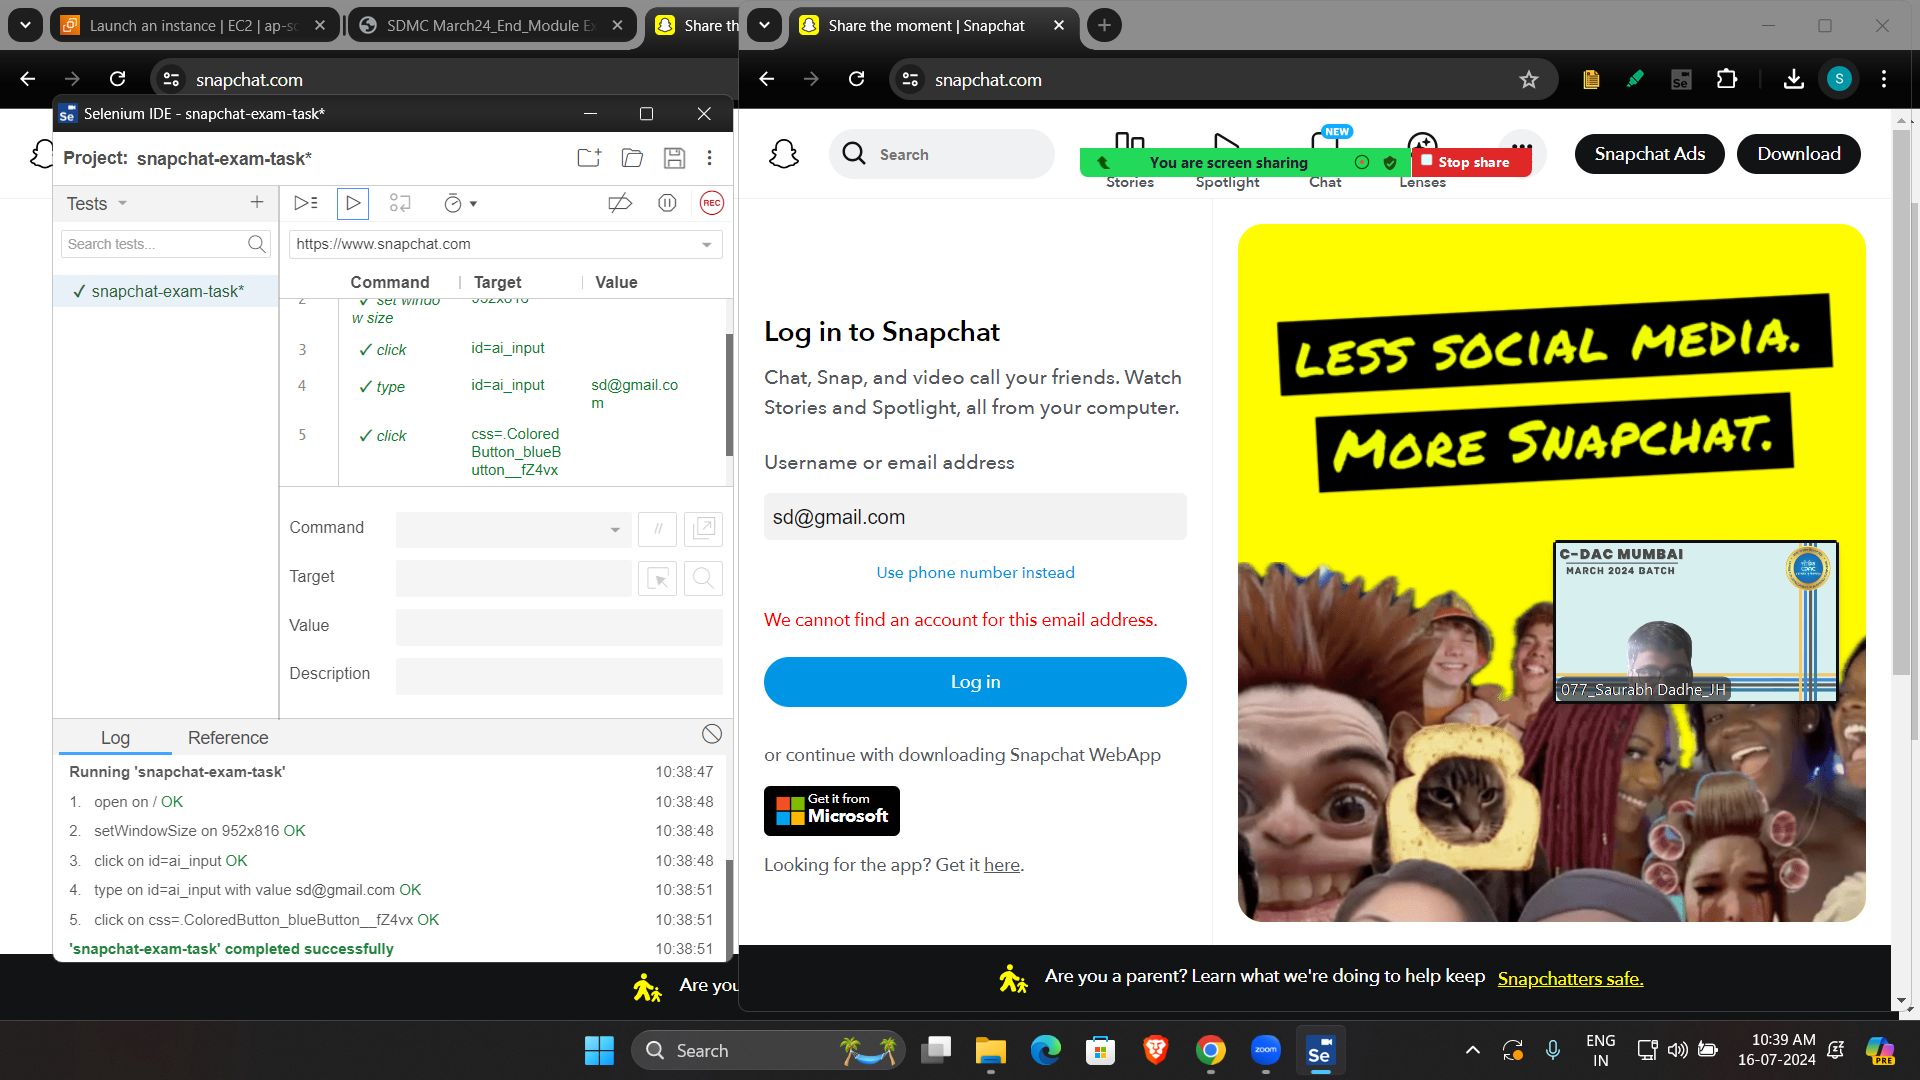 Launch an instance | EC2 | ap-sc
SDMC March24_End_Module Ex
Share th
Share the moment | Snapchat
snapchat.com
snapchat.com
Selenium IDE - snapchat-exam-task*
Project: snapchat-exam-task*
Tests
Search tests...
✓ snapchat-exam-task*
REC
https://www.snapchat.com
Command Target Value
2 ✓ set windo 952x816
w size
3 ✓ click id=ai_input
4 ✓ type id=ai_input sd@gmail.co
m
5 ✓ click css=.Colored
Button_blueB
utton__fZ4vx
Command
//
Target
Value
Description
Log Reference
Running 'snapchat-exam-task' 10:38:47
1. open on / OK 10:38:48
2. setWindowSize on 952x816 OK 10:38:48
3. click on id=ai_input OK 10:38:48
4. type on id=ai_input with value sd@gmail.com OK 10:38:51
5. click on css=.ColoredButton_blueButton__fZ4vx OK 10:38:51
'snapchat-exam-task' completed successfully 10:38:51
Are you
Search
NEW
Stories Spotlight Chat Lenses
Snapchat Ads
Download
You are screen sharing
Stop share
Log in to Snapchat
Chat, Snap, and video call your friends. Watch
Stories and Spotlight, all from your computer.
Username or email address
sd@gmail.com
Use phone number instead
We cannot find an account for this email address.
Log in
or continue with downloading Snapchat WebApp
Get it from
Microsoft
Looking for the app? Get it here.
LESS SOCIAL MEDIA.
MORE SNAPCHAT.
C-DAC MUMBAI
MARCH 2024 BATCH
077_Saurabh Dadhe_JH
Are you a parent? Learn what we're doing to help keep Snapchatters safe.
Search
zoom
Se
ENG
IN
10:39 AM
16-07-2024
PRE
S
Se
Se